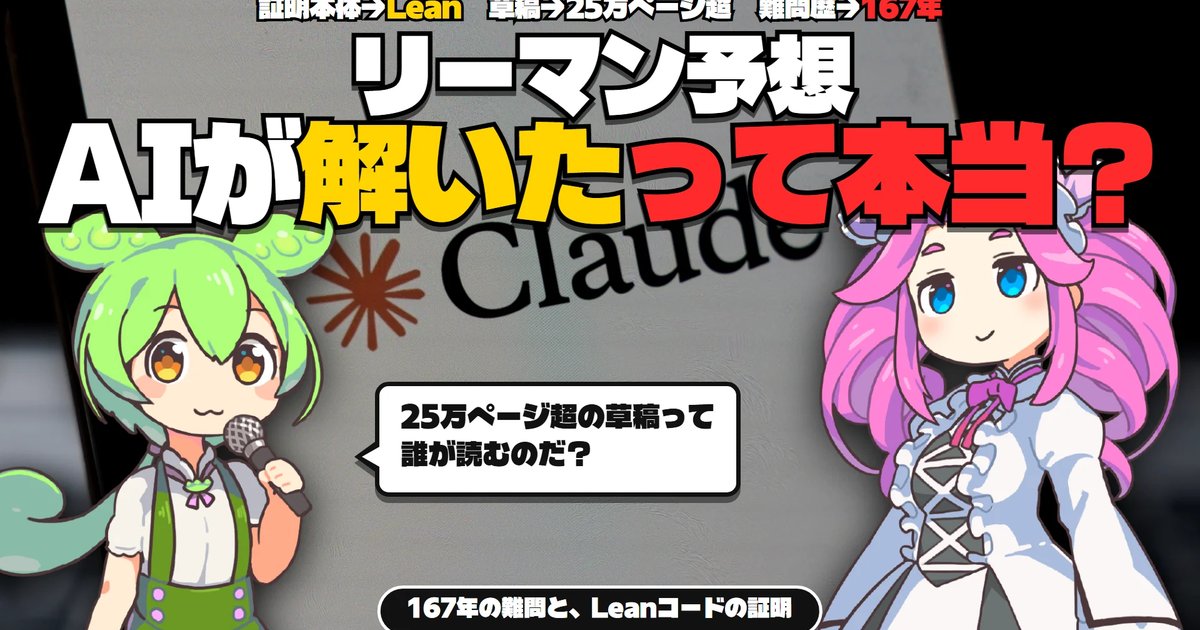 証明本体→Lean 草稿→25万ページ超 難問歴→167年
リーマン予想
AIが解いたって本当?
Claude
25万ページ超の草稿って
誰が読むのだ?
167年の難問と、Leanコードの証明